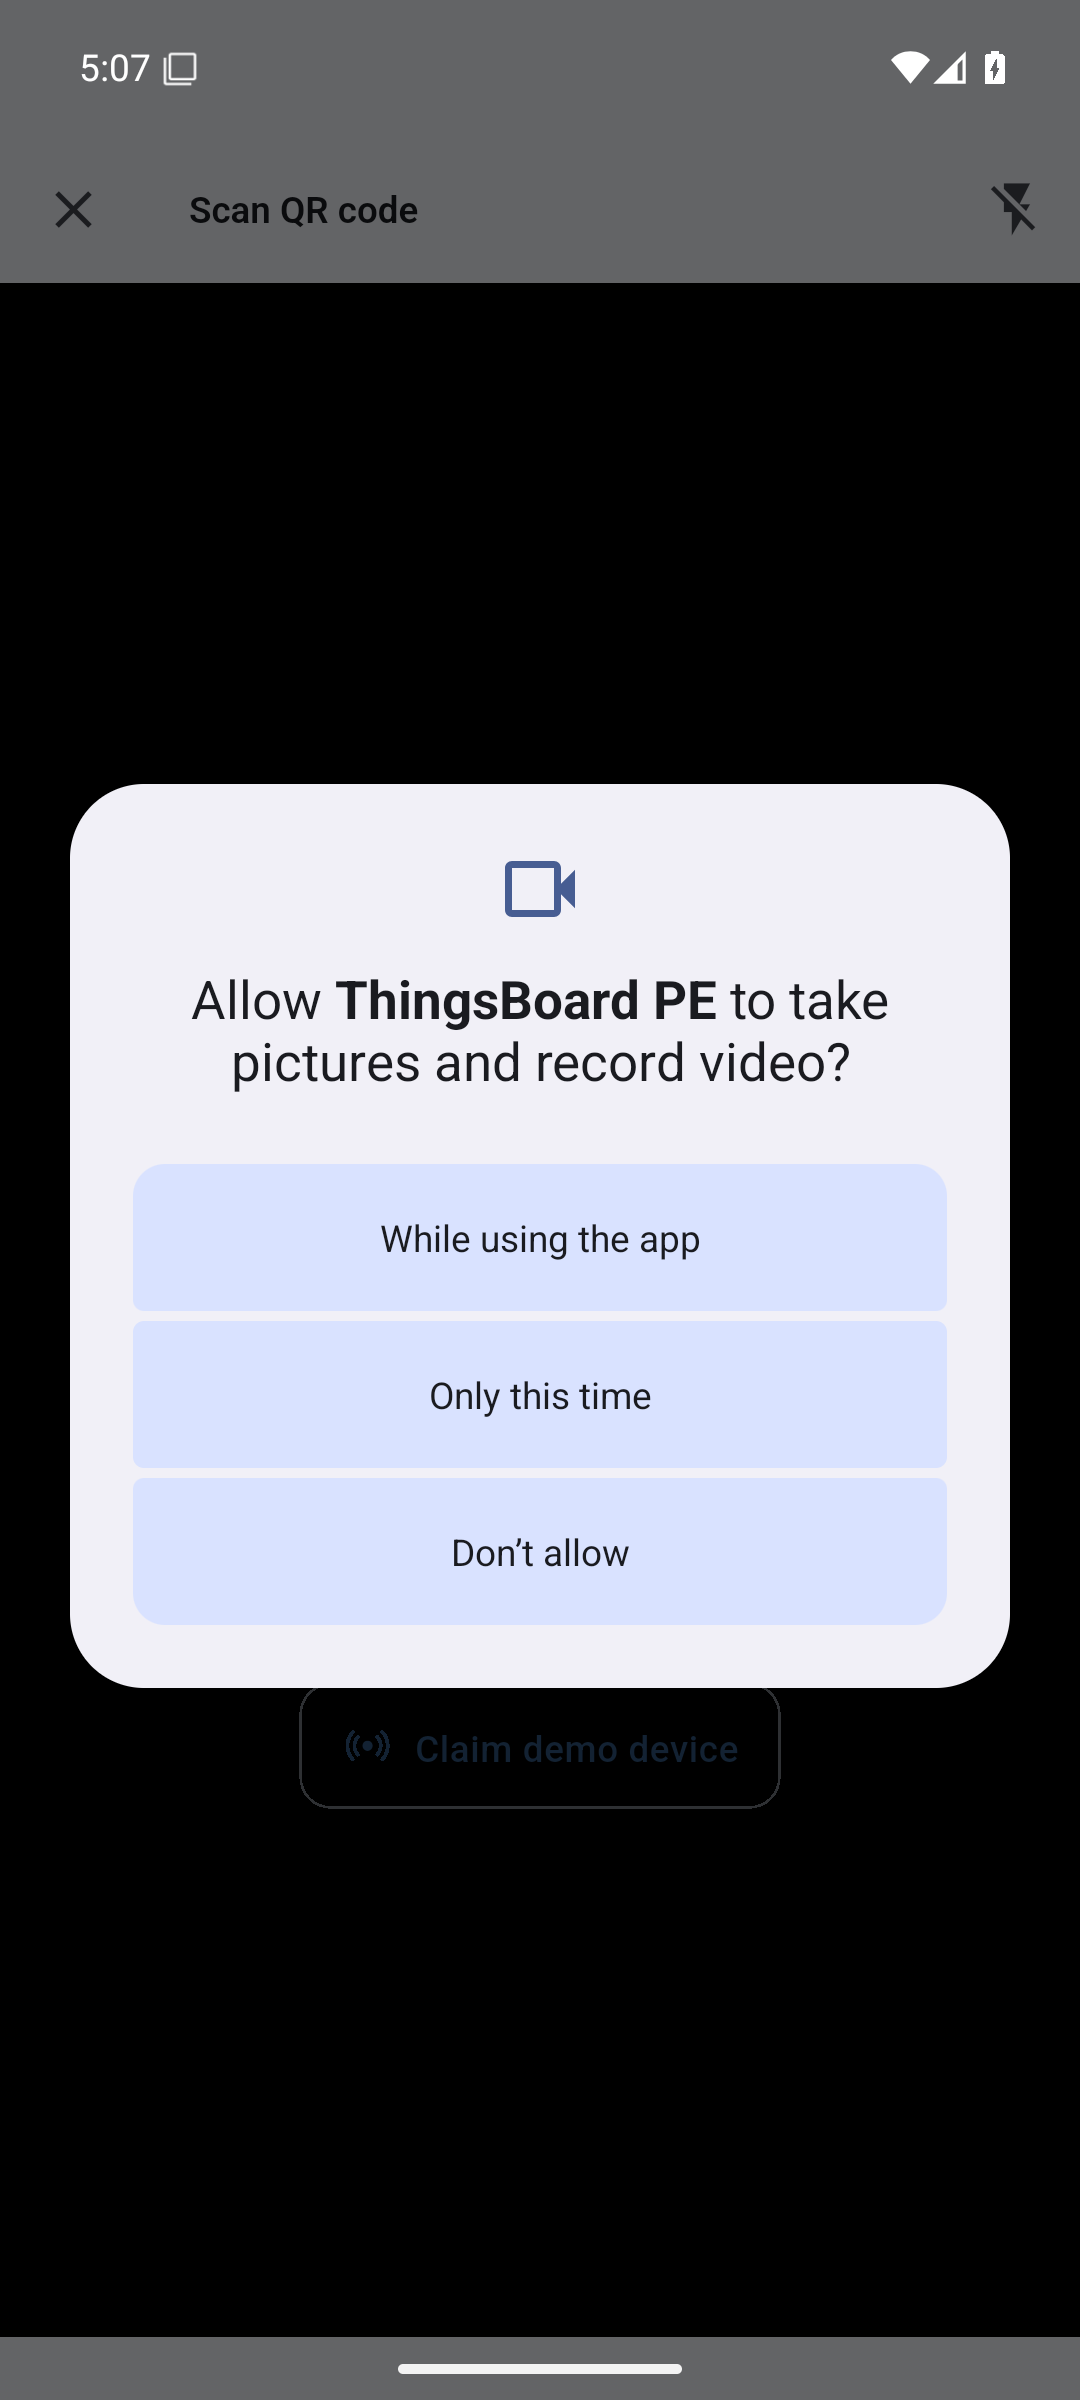 5:07
Scan QR code
Allow ThingsBoard PE to take
pictures and record video?
While using the app
Only this time
Don’t allow
Claim demo device